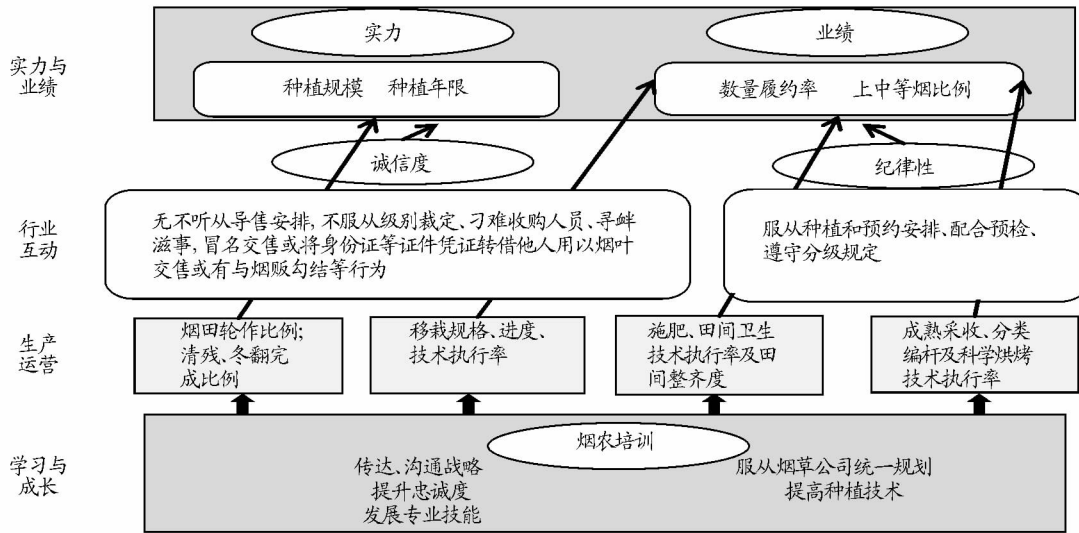 实力与
业绩
实力
业绩
种植规模 种植年限
数量履约率 上中等烟比例
诚信度
纪律性
行业
互动
无不听从导售安排,不服从级别裁定、刁难收购人员、寻衅
滋事,冒名交售或将身份证等证件凭证转借他人用以烟叶
交售或有与烟贩勾结等行为
服从种植和预约安排、配合预检、
遵守分级规定
生产
运营
烟田轮作比例;
清残、冬翻完
成比例
移栽规格、进度、
技术执行率
施肥、田间卫生
技术执行率及田
间整齐度
成熟采收、分类
编杆及科学烘烤
技术执行率
学习与
成长
烟农培训
传达、沟通战略
提升忠诚度
发展专业技能
服从烟草公司统一规划
提高种植技术